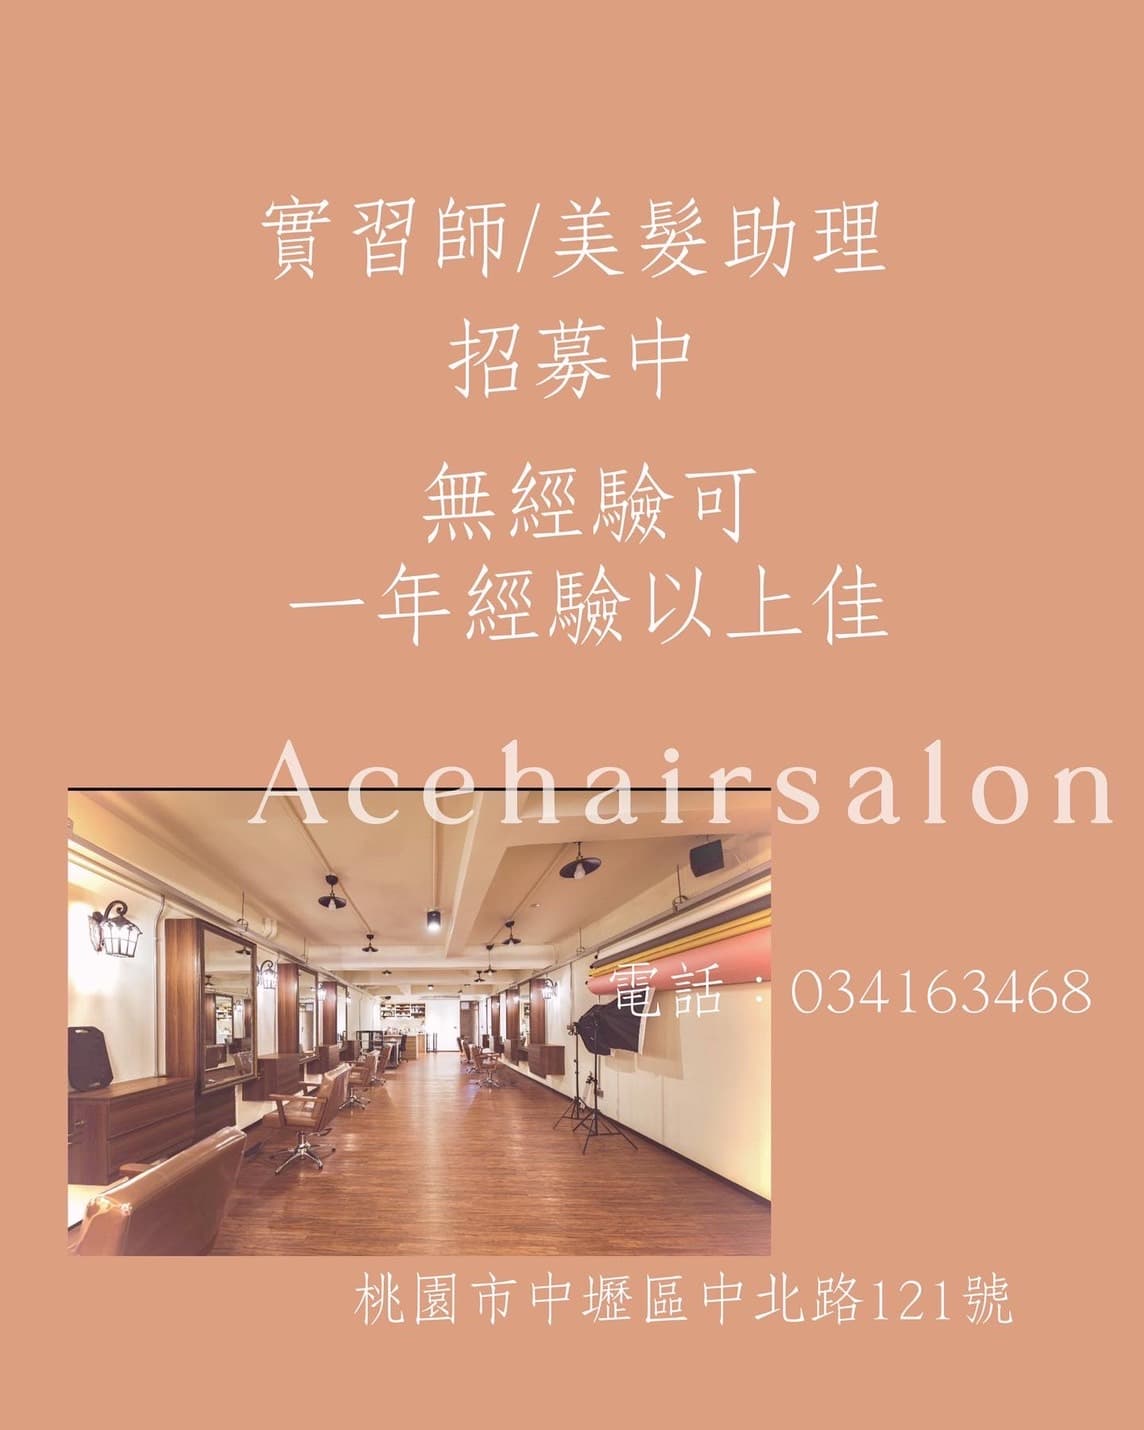 實習師/美髮助理
招募中
無經驗可
一年經驗以上佳
Acehairsalon
電話：034163468
桃園市中壢區中北路121號